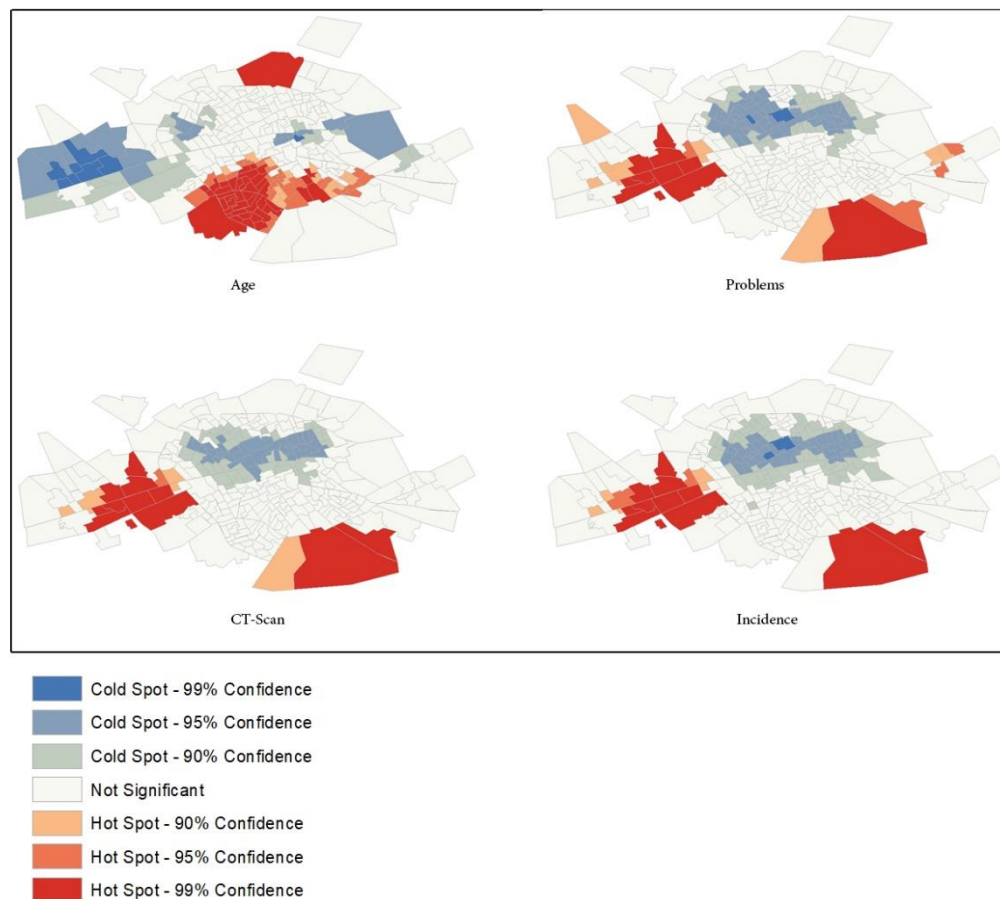 Age
Problems
CT-Scan
Incidence
Cold Spot - 99% Confidence
Cold Spot - 95% Confidence
Cold Spot - 90% Confidence
Not Significant
Hot Spot - 90% Confidence
Hot Spot - 95% Confidence
Hot Spot - 99% Confidence